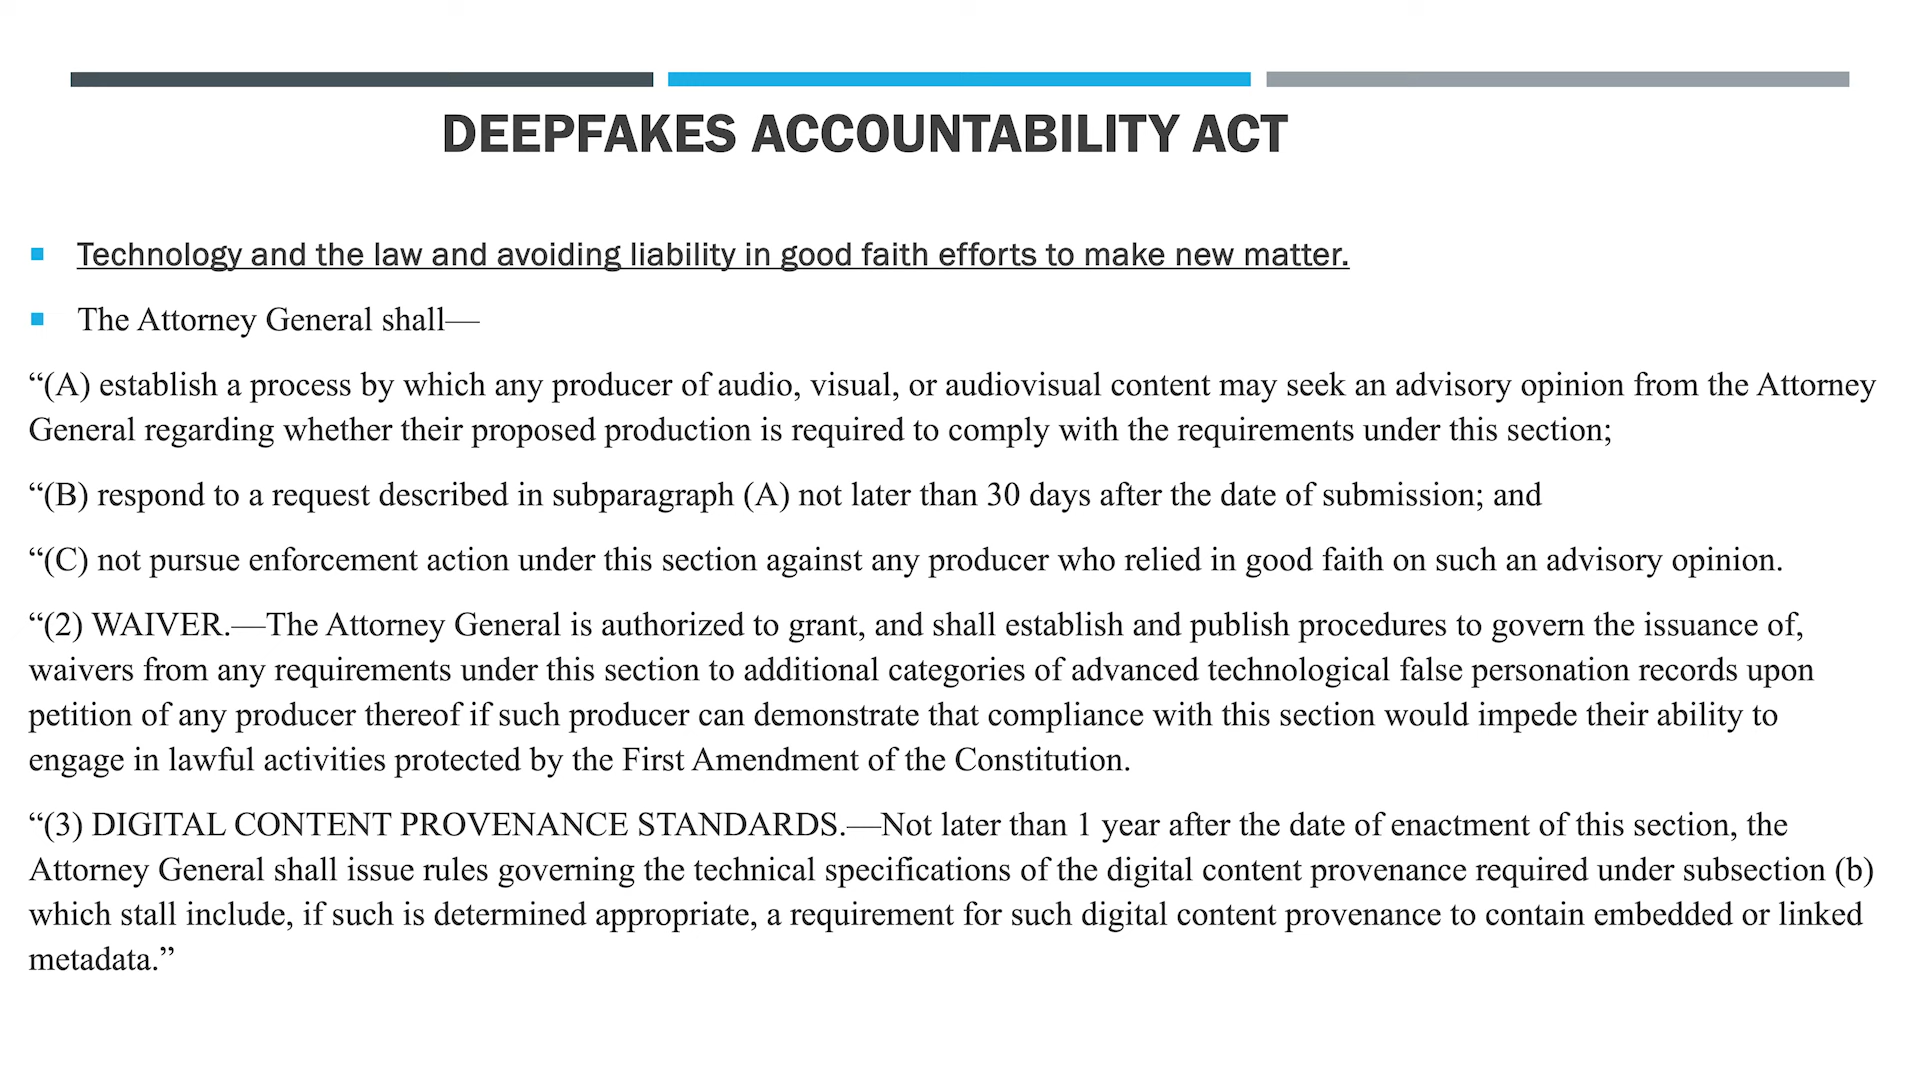 DEEPFAKES ACCOUNTABILITY ACT
Technology and the law and avoiding liability in good faith efforts to make new matter.
The Attorney General shall—
“(A) establish a process by which any producer of audio, visual, or audiovisual content may seek an advisory opinion from the Attorney
General regarding whether their proposed production is required to comply with the requirements under this section;
“(B) respond to a request described in subparagraph (A) not later than 30 days after the date of submission; and
“(C) not pursue enforcement action under this section against any producer who relied in good faith on such an advisory opinion.
“(2) WAIVER.—The Attorney General is authorized to grant, and shall establish and publish procedures to govern the issuance of,
waivers from any requirements under this section to additional categories of advanced technological false personation records upon
petition of any producer thereof if such producer can demonstrate that compliance with this section would impede their ability to
engage in lawful activities protected by the First Amendment of the Constitution.
“(3) DIGITAL CONTENT PROVENANCE STANDARDS.—Not later than 1 year after the date of enactment of this section, the
Attorney General shall issue rules governing the technical specifications of the digital content provenance required under subsection (b)
which stall include, if such is determined appropriate, a requirement for such digital content provenance to contain embedded or linked
metadata.”